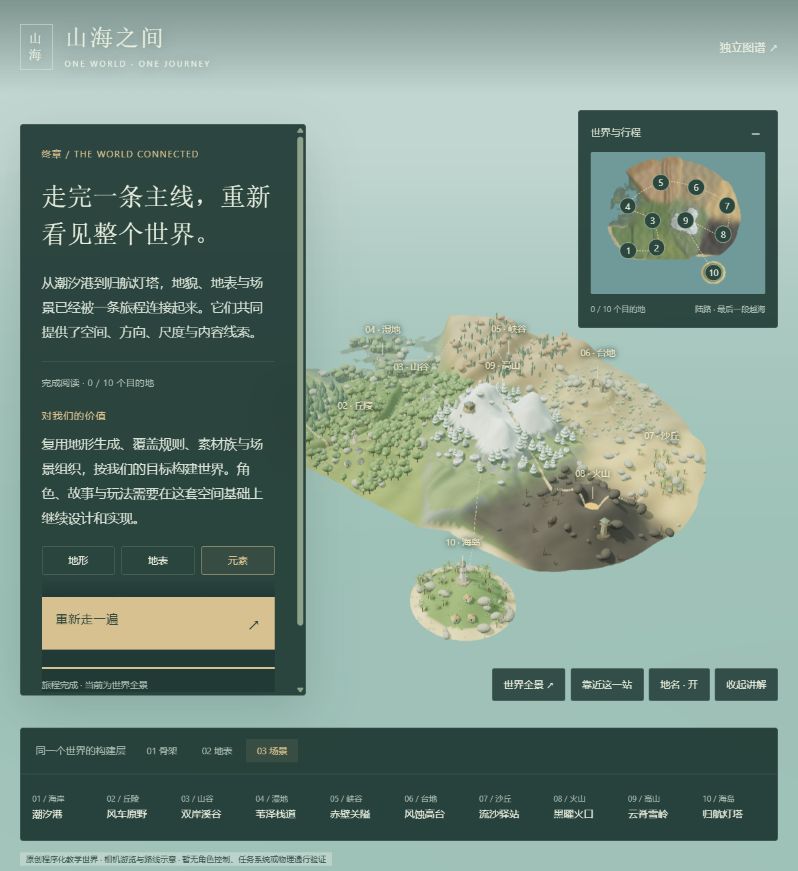 山海
山海之间
ONE WORLD · ONE JOURNEY
独立图谱 ↗
终章 / THE WORLD CONNECTED
走完一条主线，重新
看见整个世界。
从潮汐港到归航灯塔，地貌、地表与场
景已经被一条旅程连接起来。它们共同
提供了空间、方向、尺度与内容线索。
完成阅读 · 0 / 10 个目的地
对我们的价值
复用地形生成、覆盖规则、素材族与场
景组织，按我们的目标构建世界。角
色、故事与玩法需要在这套空间基础上
继续设计和实现。
地形 地表 元素
重新走一遍 ↗
旅程完成 · 当前为世界全景
世界与行程
5
6
4
7
3
9
8
1
2
10
0 / 10 个目的地 陆路 · 最后一段越海
04 · 湿地
05 · 峡谷
06 · 台地
03 · 山谷
09 · 高山
02 · 丘陵
07 · 沙丘
08 · 火山
10 · 海岛
世界全景 ↗ 靠近这一站 地名 · 开 收起讲解
同一个世界的构建层 01 骨架 02 地表 03 场景
01 / 海岸 02 / 丘陵 03 / 山谷 04 / 湿地 05 / 峡谷 06 / 台地 07 / 沙丘 08 / 火山 09 / 高山 10 / 海岛
潮汐港 风车原野 双岸溪谷 苇泽栈道 赤壁关隘 风蚀高台 流沙驿站 黑曜火口 云脊雪岭 归航灯塔
原创程序化教学世界 · 相机游览与路线示意 · 暂无角色控制、任务系统或物理通行验证